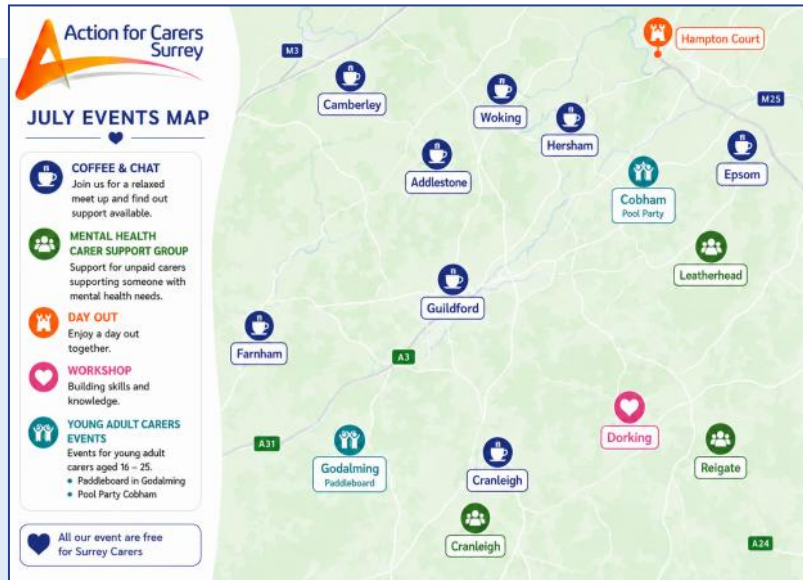 Action for Carers
Surrey
JULY EVENTS MAP
COFFEE & CHAT
Join us for a relaxed
meet up and find out
support available.
MENTAL HEALTH
CARER SUPPORT GROUP
Support for unpaid carers
supporting someone with
mental health needs.
DAY OUT
Enjoy a day out
together.
WORKSHOP
Building skills and
knowledge.
YOUNG ADULT CARERS
EVENTS
Events for young adult
carers aged 16 – 25.
• Paddleboard in Godalming
• Pool Party Cobham
All our event are free
for Surrey Carers
Hampton Court
M3
Camberley
Woking
M25
Hersham
Addlestone
Epsom
Cobham
Pool Party
Leatherhead
Guildford
Farnham
A3
Dorking
A31
Godalming
Paddleboard
Cranleigh
Reigate
Cranleigh
A24